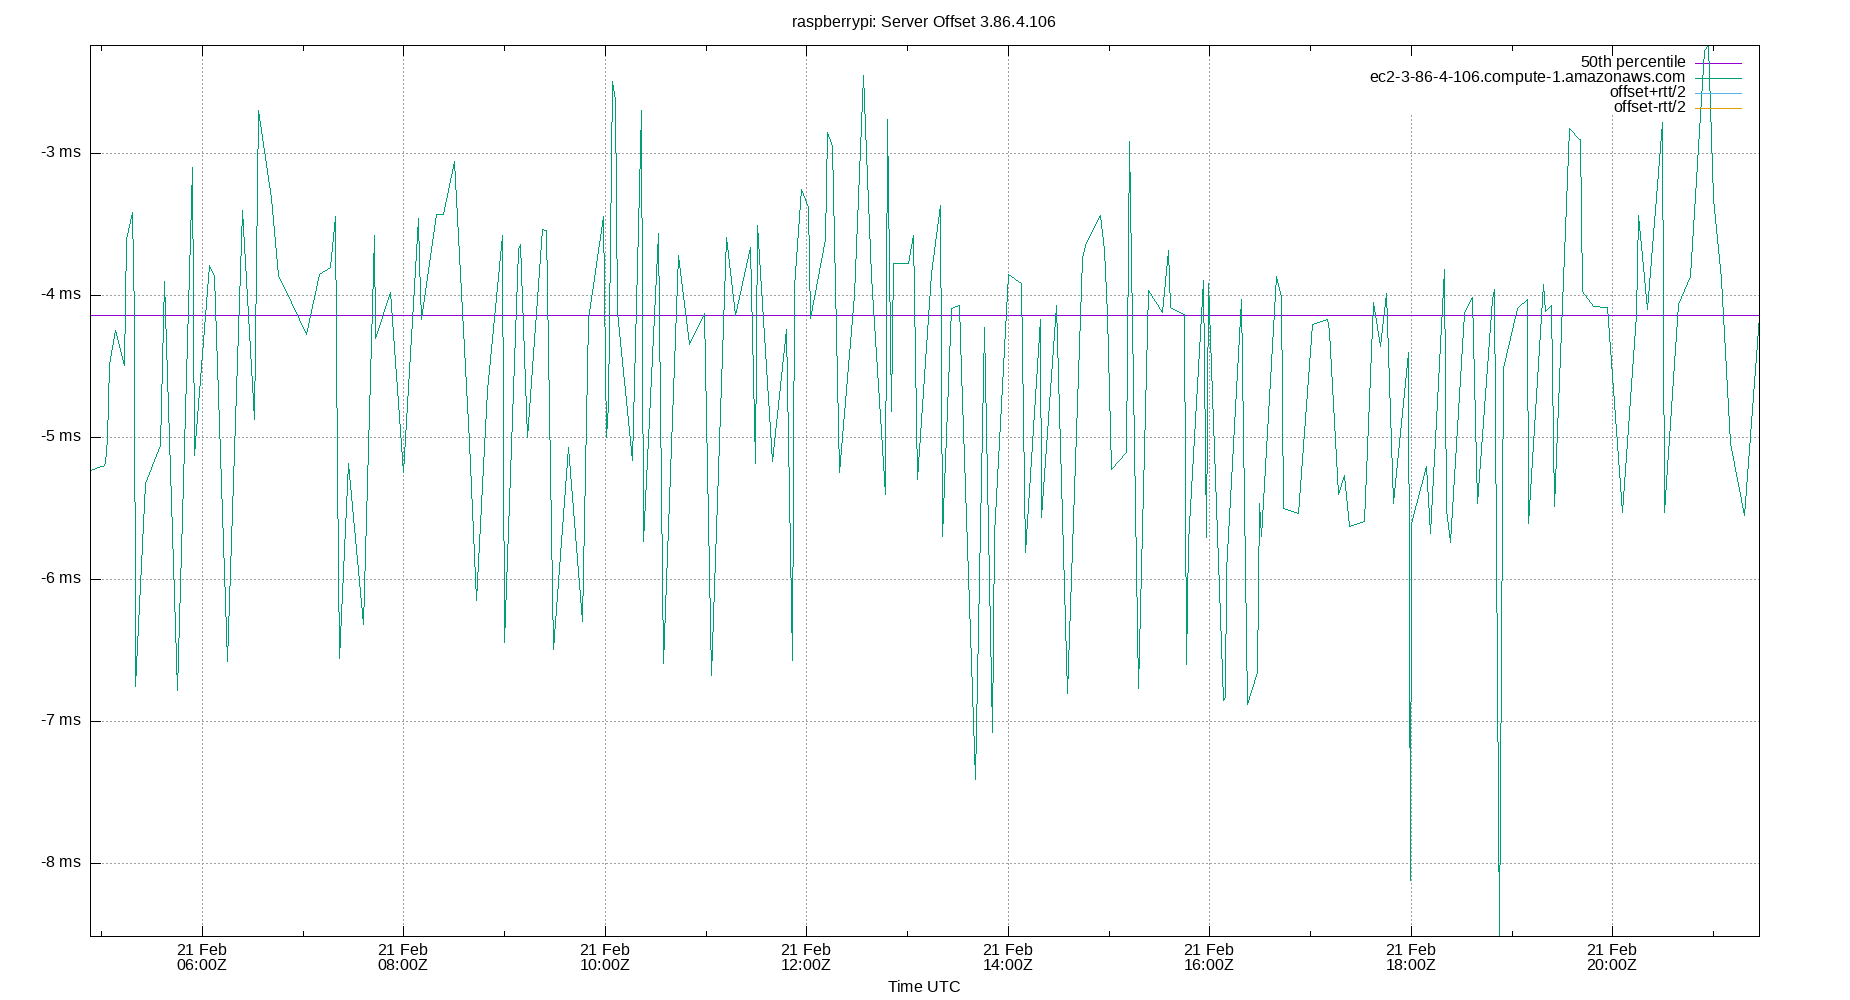 raspberrypi: Server Offset 3.86.4.106
50th percentile
ec2-3-86-4-106.compute-1.amazonaws.com
offset+rtt/2
offset-rtt/2
-3 ms
-4 ms
-5 ms
-6 ms
-7 ms
-8 ms
21 Feb 21 Feb 21 Feb 21 Feb 21 Feb 21 Feb 21 Feb 21 Feb
06:00Z 08:00Z 10:00Z 12:00Z 14:00Z 16:00Z 18:00Z 20:00Z
Time UTC